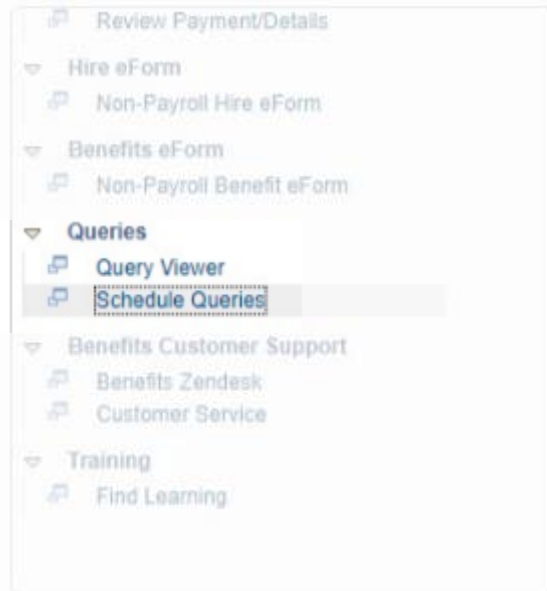 Review Payment/Details
Hire eForm
Non-Payroll Hire eForm
Benefits eForm
Non-Payroll Benefit eForm
Queries
Query Viewer
Schedule Queries
Benefits Customer Support
Benefits Zendesk
Customer Service
Training
Find Learning